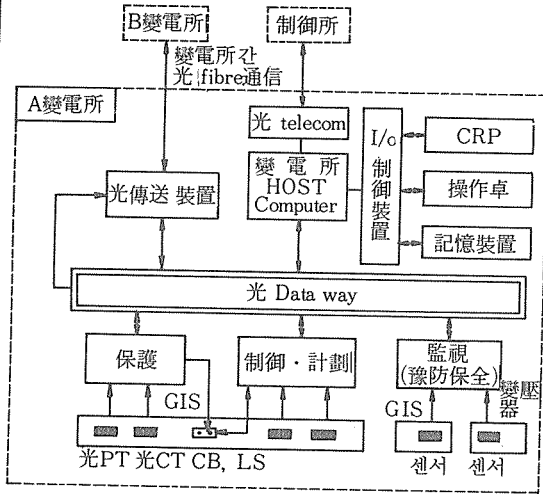 B變電所
制御所
變電所간
光 fibre通信
A變電所
光 telecom
I/o
制御裝置
CRP
變電所
HOST
Computer
操作卓
光傳送 裝置
記憶裝置
光 Data way
保護
制御·計劃
監視
(豫防保全)
GIS
GIS
變壓器
光PT 光CT CB, LS
센서
센서